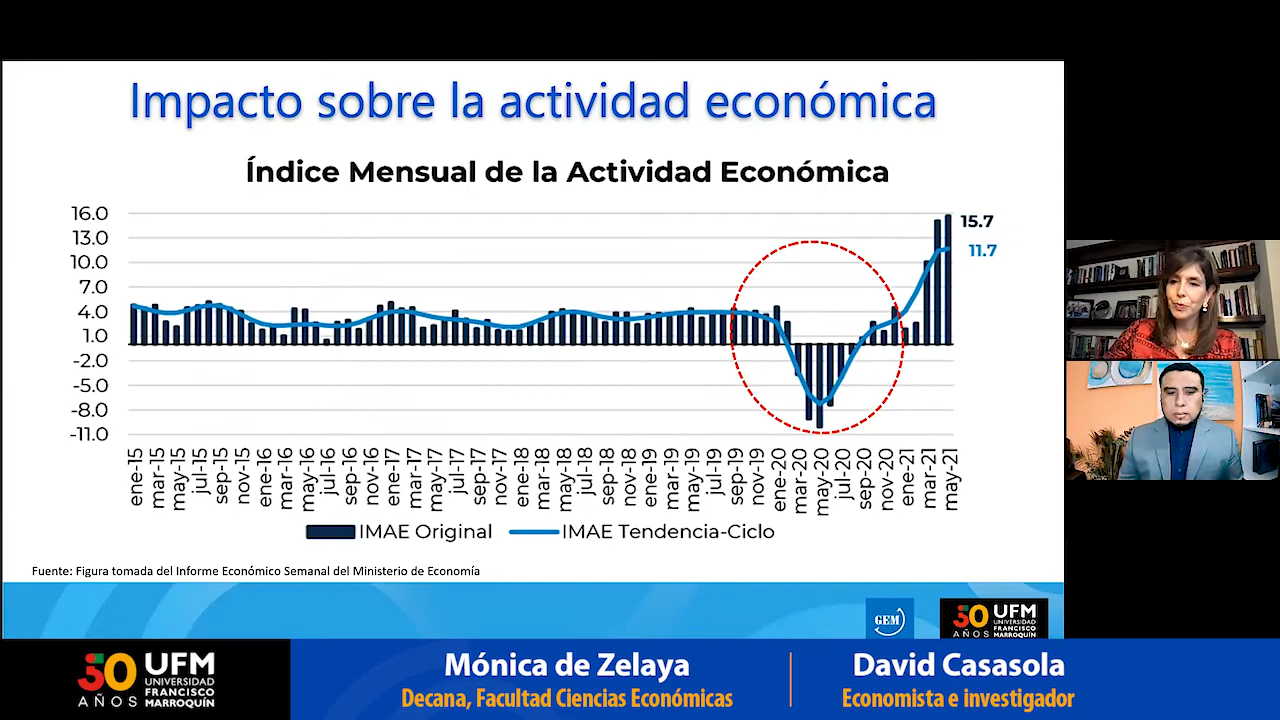 Impacto sobre la actividad económica
Índice Mensual de la Actividad Económica
16.0
13.0
10.0
7.0
4.0
1.0
-2.0
-5.0
-8.0
-11.0
15.7
11.7
ene-15
mar-15
may-15
jul-15
sep-15
nov-15
ene-16
mar-16
may-16
jul-16
sep-16
nov-16
ene-17
mar-17
may-17
jul-17
sep-17
nov-17
ene-18
mar-18
may-18
jul-18
sep-18
nov-18
ene-19
mar-19
may-19
jul-19
sep-19
nov-19
ene-20
mar-20
may-20
jul-20
sep-20
nov-20
ene-21
mar-21
may-21
IMAE Original
IMAE Tendencia-Ciclo
Fuente: Figura tomada del Informe Económico Semanal del Ministerio de Economía
GEM
50
AÑOS
UFM
UNIVERSIDAD
FRANCISCO
MARROQUÍN
50
AÑOS
UFM
UNIVERSIDAD
FRANCISCO
MARROQUÍN
Mónica de Zelaya
Decana, Facultad Ciencias Económicas
David Casasola
Economista e investigador